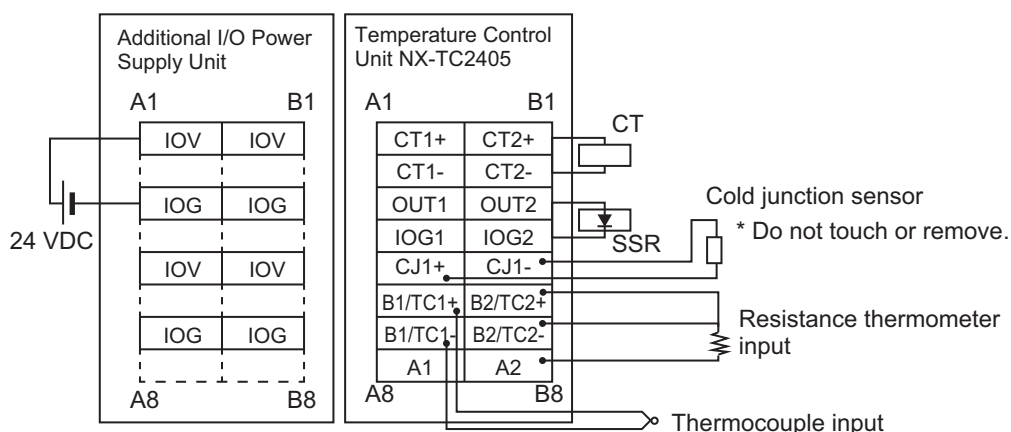 Additional I/O Power
Supply Unit
A1 B1
IOV IOV
IOG IOG
IOV IOV
IOG IOG
A8 B8
24 VDC
Temperature Control
Unit NX-TC2405
A1 B1
CT1+ CT2+
CT1- CT2-
OUT1 OUT2
IOG1 IOG2
CJ1+ CJ1-
B1/TC1+ B2/TC2+
B1/TC1- B2/TC2-
A1 A2
A8 B8
CT
SSR
Cold junction sensor
* Do not touch or remove.
Resistance thermometer
input
Thermocouple input